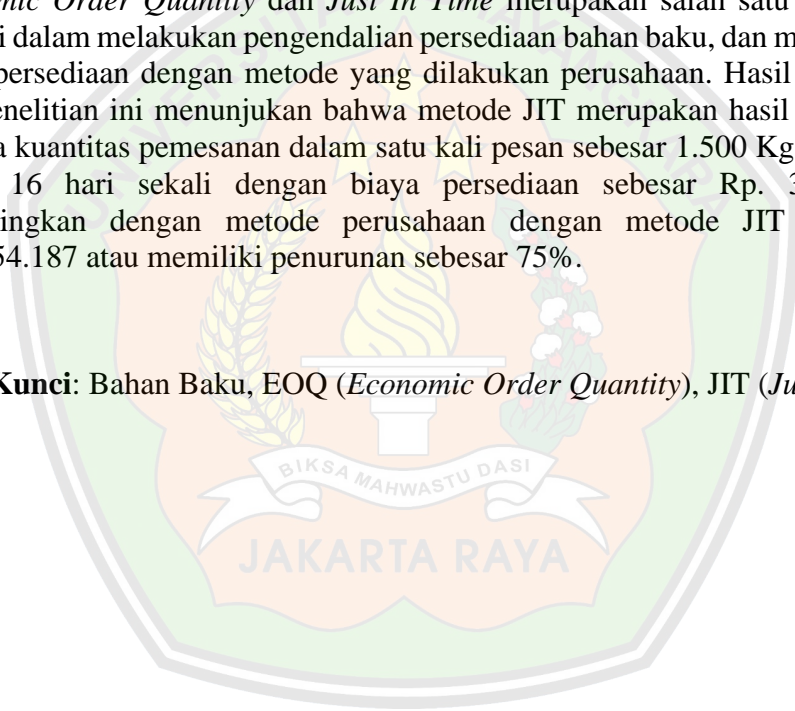 mic Order Quantity dan Just In Time merupakan salah satu
i dalam melakukan pengendalian persediaan bahan baku, dan m
persediaan dengan metode yang dilakukan perusahaan. Hasil
enelitian ini menunjukan bahwa metode JIT merupakan hasil
a kuantitas pemesanan dalam satu kali pesan sebesar 1.500 Kg
16 hari sekali dengan biaya persediaan sebesar Rp. 3
ingkan dengan metode perusahaan dengan metode JIT
54.187 atau memiliki penurunan sebesar 75%.
Kunci: Bahan Baku, EOQ (Economic Order Quantity), JIT (Ju
BIKSA MAHWASTU DASI
JAKARTA RAYA